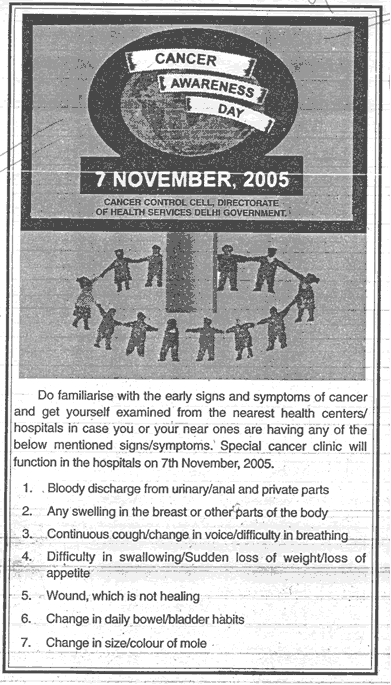 CANCER
AWARENESS
DAY
7 NOVEMBER, 2005
CANCER CONTROL CELL, DIRECTORATE
OF HEALTH SERVICES DELHI GOVERNMENT.
Do familiarise with the early signs and symptoms of cancer
and get yourself examined from the nearest health centers/
hospitals in case you or your near ones are having any of the
below mentioned signs/symptoms. Special cancer clinic will
function in the hospitals on 7th November, 2005.
1. Bloody discharge from urinary/anal and private parts
2. Any swelling in the breast or other parts of the body
3. Continuous cough/change in voice/difficulty in breathing
4. Difficulty in swallowing/Sudden loss of weight/loss of
appetite
5. Wound, which is not healing
6. Change in daily bowel/bladder habits
7. Change in size/colour of mole